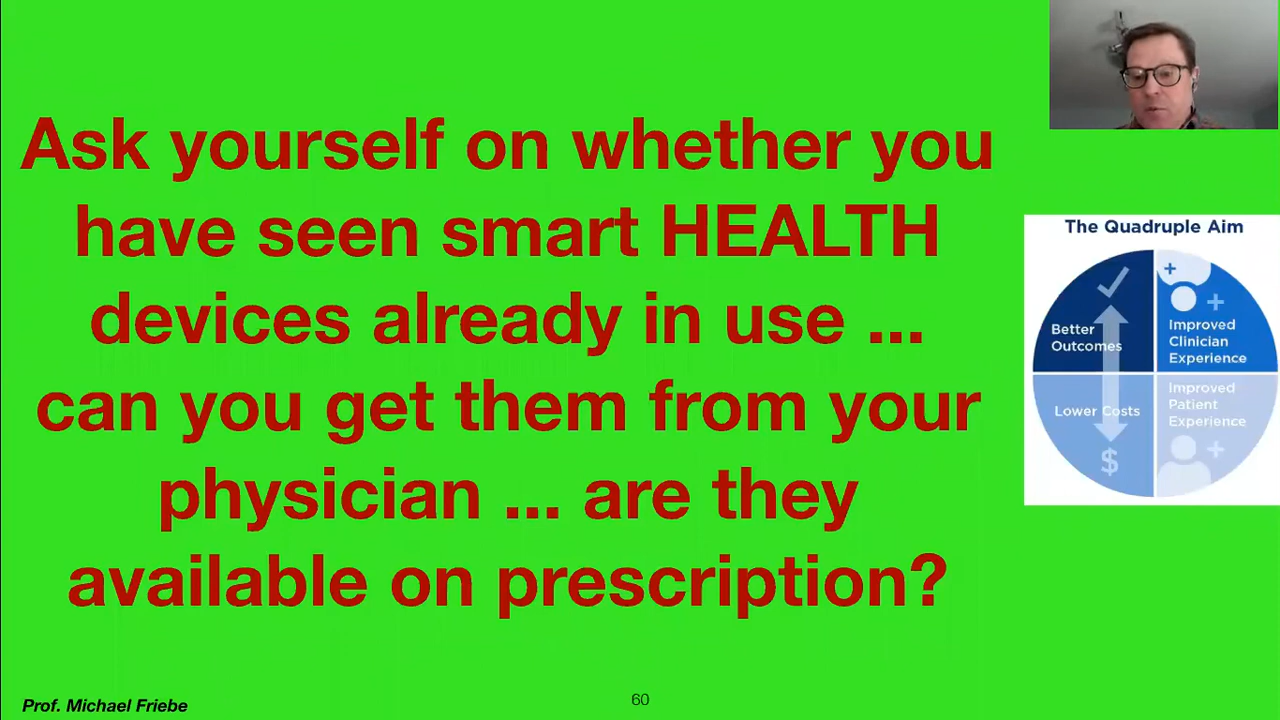 Ask yourself on whether you
have seen smart HEALTH
devices already in use ...
can you get them from your
physician ... are they
available on prescription?
The Quadruple Aim
Better
Outcomes
Improved
Clinician
Experience
Lower Costs
$
Improved
Patient
Experience
Prof. Michael Friebe
60